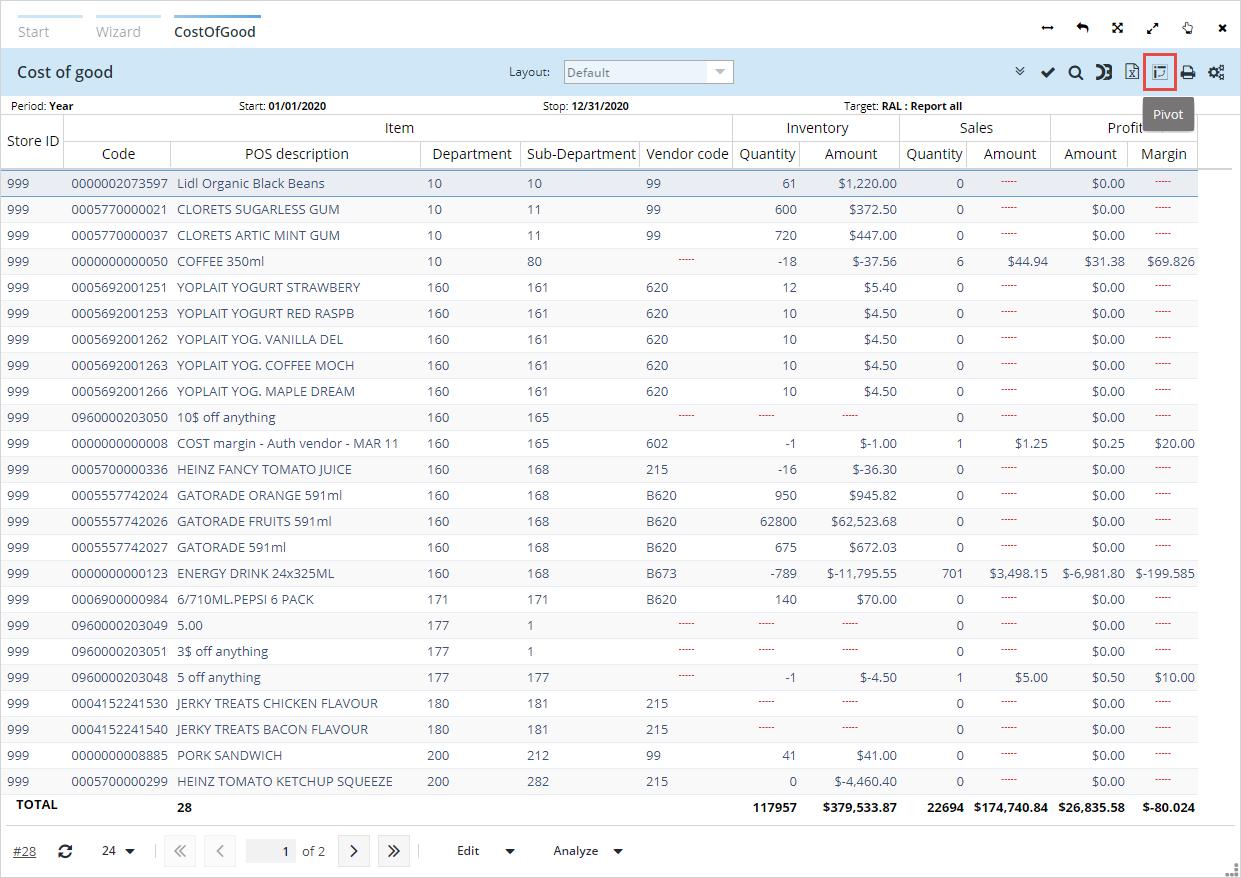 Start Wizard CostOfGood
Cost of good Layout: Default
Period: Year Start: 01/01/2020 Stop: 12/31/2020 Target: RAL : Report all
Pivot
Store ID Item Inventory Sales Profit
Code POS description Department Sub-Department Vendor code Quantity Amount Quantity Amount Amount Margin
999 0000002073597 Lidl Organic Black Beans 10 10 99 61 $1,220.00 0 ----- $0.00 -----
999 0005770000021 CLORETS SUGARLESS GUM 10 11 99 600 $372.50 0 ----- $0.00 -----
999 0005770000037 CLORETS ARTIC MINT GUM 10 11 99 720 $447.00 0 ----- $0.00 -----
999 0000000000050 COFFEE 350ml 10 80 ----- -18 $-37.56 6 $44.94 $31.38 $69.826
999 0005692001251 YOPLAIT YOGURT STRAWBERY 160 161 620 12 $5.40 0 ----- $0.00 -----
999 0005692001253 YOPLAIT YOGURT RED RASPB 160 161 620 10 $4.50 0 ----- $0.00 -----
999 0005692001262 YOPLAIT YOG. VANILLA DEL 160 161 620 10 $4.50 0 ----- $0.00 -----
999 0005692001263 YOPLAIT YOG. COFFEE MOCH 160 161 620 10 $4.50 0 ----- $0.00 -----
999 0005692001266 YOPLAIT YOG. MAPLE DREAM 160 161 620 10 $4.50 0 ----- $0.00 -----
999 0960000203050 10$ off anything 160 165 ----- ----- ----- 0 ----- $0.00 -----
999 0000000000008 COST margin - Auth vendor - MAR 11 160 165 602 -1 $-1.00 1 $1.25 $0.25 $20.00
999 0005700000336 HEINZ FANCY TOMATO JUICE 160 168 215 -16 $-36.30 0 ----- $0.00 -----
999 0005557742024 GATORADE ORANGE 591ml 160 168 B620 950 $945.82 0 ----- $0.00 -----
999 0005557742026 GATORADE FRUITS 591ml 160 168 B620 62800 $62,523.68 0 ----- $0.00 -----
999 0005557742027 GATORADE 591ml 160 168 B620 675 $672.03 0 ----- $0.00 -----
999 0000000000123 ENERGY DRINK 24x325ML 160 168 B673 -789 $-11,795.55 701 $3,498.15 $-6,981.80 $-199.585
999 0006900000984 6/710ML.PEPSI 6 PACK 171 171 B620 140 $70.00 0 ----- $0.00 -----
999 0960000203049 5.00 177 1 ----- ----- ----- 0 ----- $0.00 -----
999 0960000203051 3$ off anything 177 1 ----- ----- ----- 0 ----- $0.00 -----
999 0960000203048 5 off anything 177 177 ----- -1 $-4.50 1 $5.00 $0.50 $10.00
999 0004152241530 JERKY TREATS CHICKEN FLAVOUR 180 181 215 ----- ----- 0 ----- $0.00 -----
999 0004152241540 JERKY TREATS BACON FLAVOUR 180 181 215 ----- ----- 0 ----- $0.00 -----
999 0000000008885 PORK SANDWICH 200 212 99 41 $41.00 0 ----- $0.00 -----
999 0005700000299 HEINZ TOMATO KETCHUP SQUEEZE 200 282 215 0 $-4,460.40 0 ----- $0.00 -----
TOTAL 28 117957 $379,533.87 22694 $174,740.84 $26,835.58 $-80.024
#28 24 1 of 2 Edit Analyze